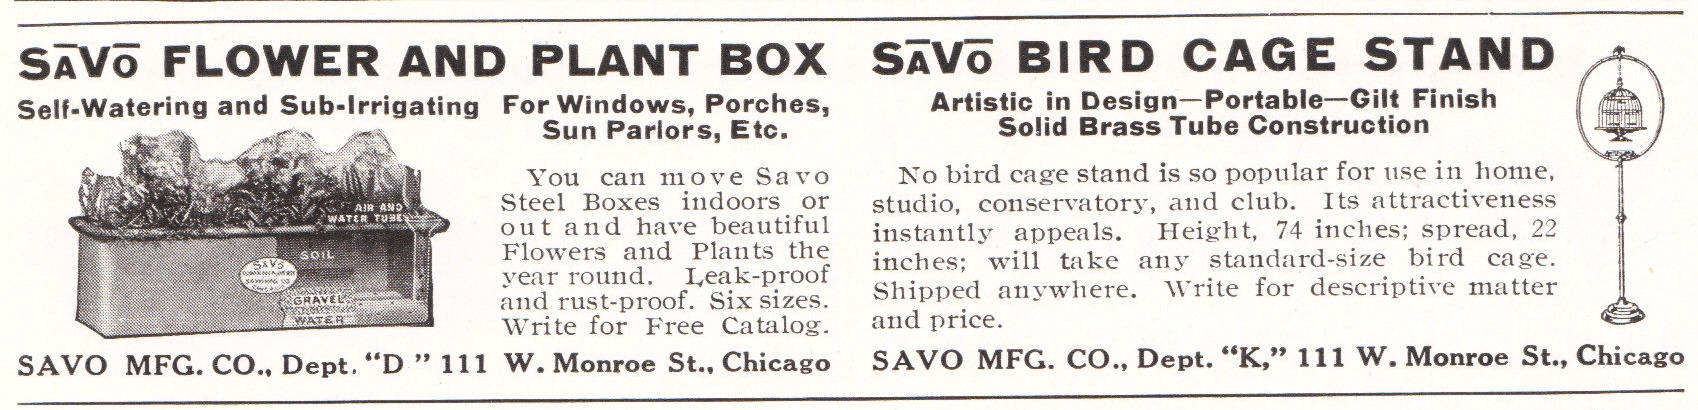 SĀVŌ FLOWER AND PLANT BOX
Self-Watering and Sub-Irrigating For Windows, Porches,
Sun Parlors, Etc.
AIR AND
WATER TUBE
SOIL
SAVŌ
GRAVEL
WATER
You can move Savo
Steel Boxes indoors or
out and have beautiful
Flowers and Plants the
year round. Leak-proof
and rust-proof. Six sizes.
Write for Free Catalog.
SAVO MFG. CO., Dept. "D " 111 W. Monroe St., Chicago
SĀVŌ BIRD CAGE STAND
Artistic in Design—Portable—Gilt Finish
Solid Brass Tube Construction
No bird cage stand is so popular for use in home,
studio, conservatory, and club. Its attractiveness
instantly appeals. Height, 74 inches; spread, 22
inches; will take any standard-size bird cage.
Shipped anywhere. Write for descriptive matter
and price.
SAVO MFG. CO., Dept. "K," 111 W. Monroe St., Chicago